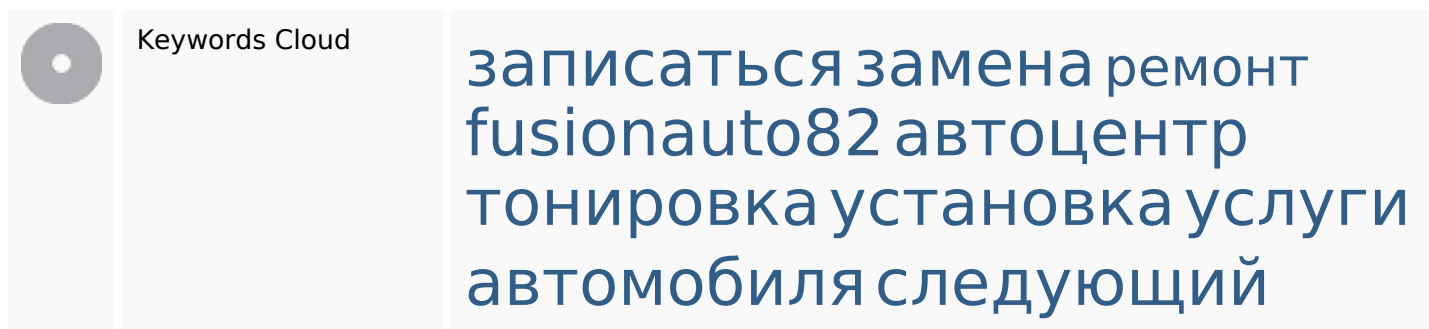 Keywords Cloud
записаться замена ремонт
fusionauto82 автоцентр
тонировка установка услуги
автомобиля следующий